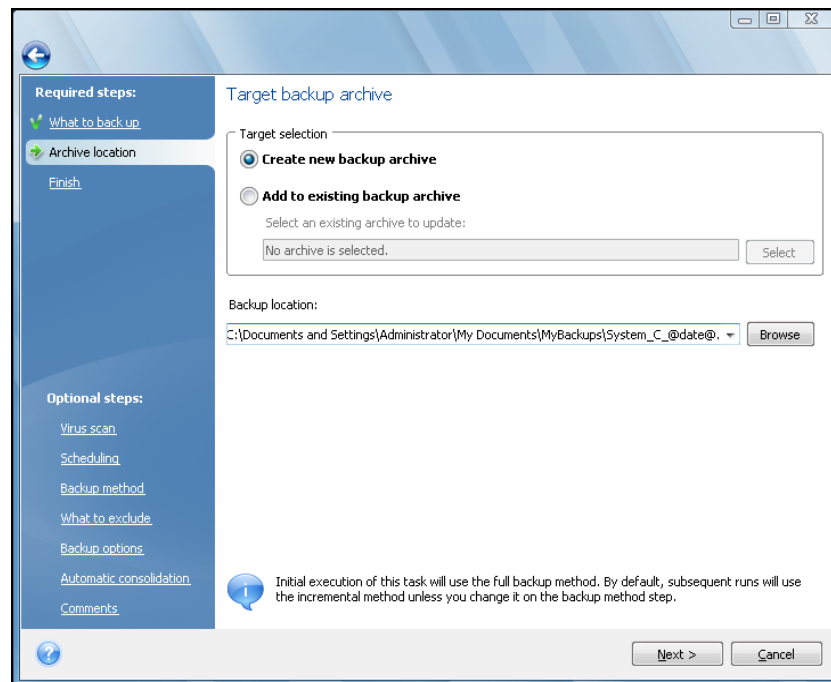 Required steps:
What to back up
Archive location
Finish
Optional steps:
Virus scan
Scheduling
Backup method
What to exclude
Backup options
Automatic consolidation
Comments
Target backup archive
Target selection
Create new backup archive
Add to existing backup archive
Select an existing archive to update:
No archive is selected.
Select
Backup location:
C:\Documents and Settings\Administrator\My Documents\MyBackups\System_C_@date@.
Browse
Initial execution of this task will use the full backup method. By default, subsequent runs will use
the incremental method unless you change it on the backup method step.
Next >
Cancel